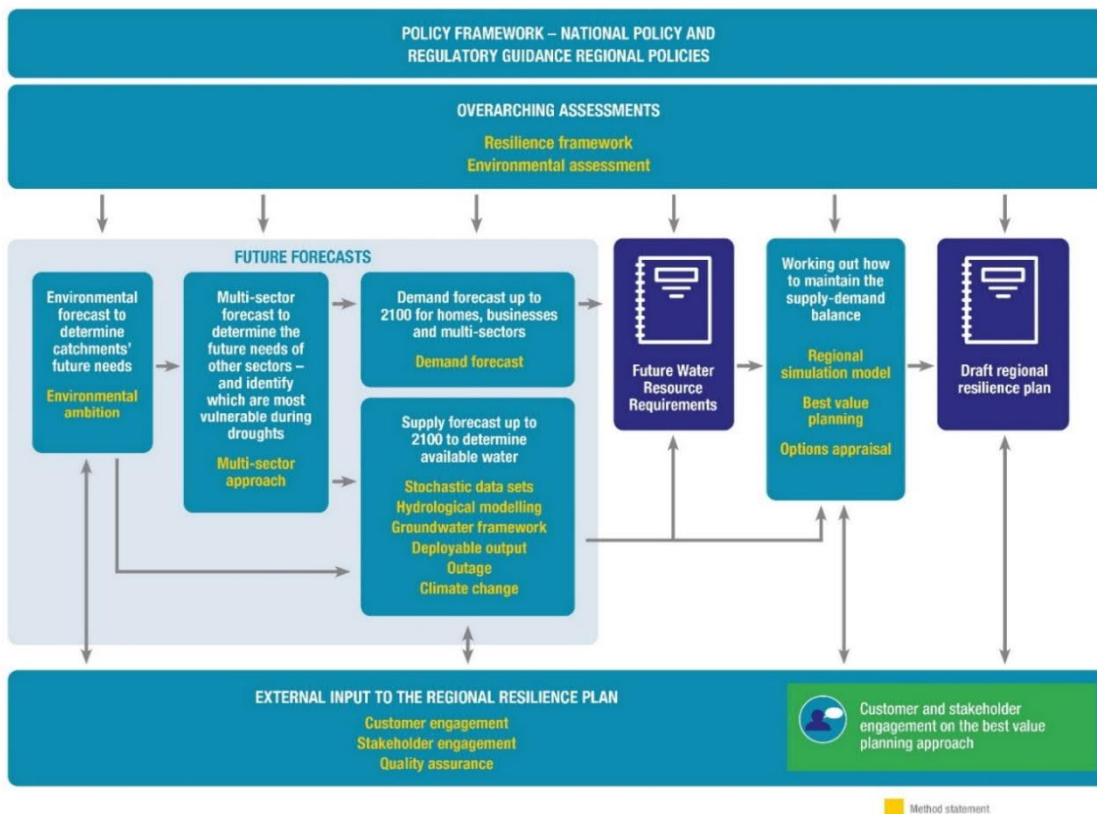 POLICY FRAMEWORK – NATIONAL POLICY AND
REGULATORY GUIDANCE REGIONAL POLICIES
OVERARCHING ASSESSMENTS
Resilience framework
Environmental assessment
FUTURE FORECASTS
Environmental
forecast to
determine
catchments’
future needs
Environmental
ambition
Multi-sector
forecast to
determine the
future needs of
other sectors –
and identify
which are most
vulnerable during
droughts
Multi-sector
approach
Demand forecast up to
2100 for homes, businesses
and multi-sectors
Demand forecast
Supply forecast up to
2100 to determine
available water
Stochastic data sets
Hydrological modelling
Groundwater framework
Deployable output
Outage
Climate change
Future Water
Resource
Requirements
Working out how
to maintain the
supply-demand
balance
Regional
simulation model
Best value
planning
Options appraisal
Draft regional
resilience plan
EXTERNAL INPUT TO THE REGIONAL RESILIENCE PLAN
Customer engagement
Stakeholder engagement
Quality assurance
Customer and stakeholder
engagement on the best value
planning approach
Method statement